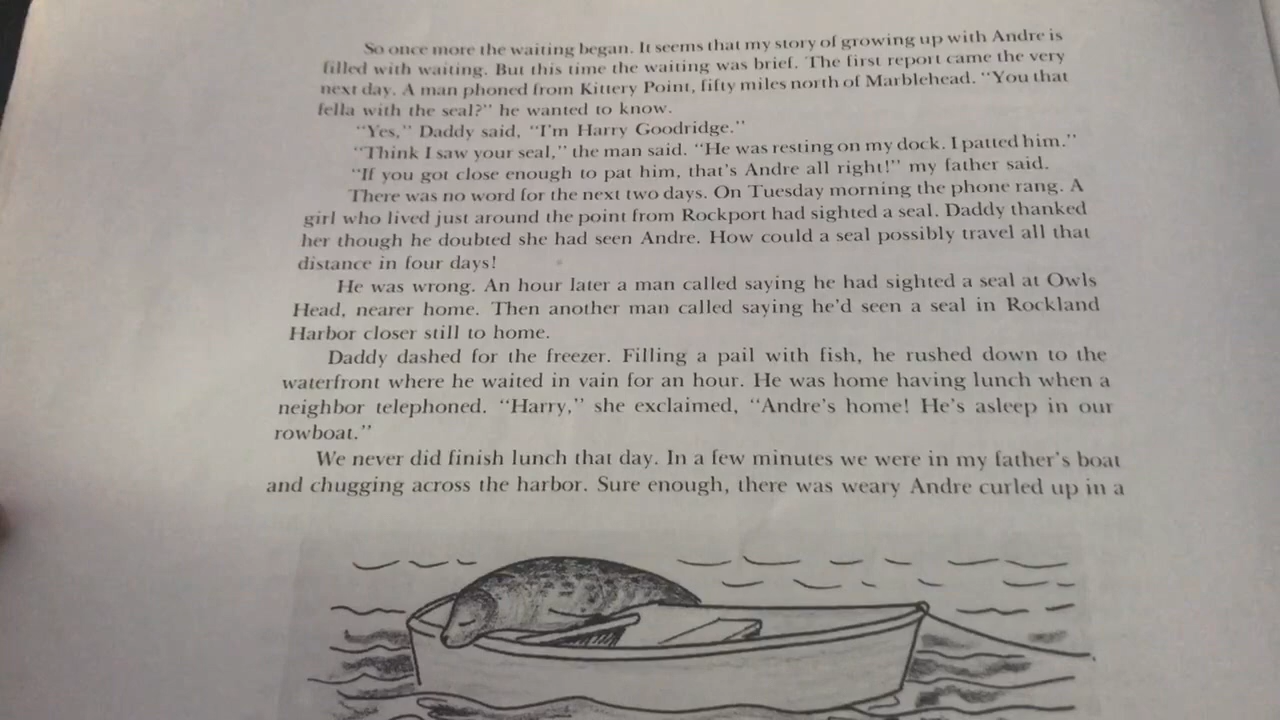 So once more the waiting began. It seems that my story of growing up with Andre is
filled with waiting. But this time the waiting was brief. The first report came the very
next day. A man phoned from Kittery Point, fifty miles north of Marblehead. “You that
fella with the seal?” he wanted to know.
“Yes,” Daddy said, “I’m Harry Goodridge.”
“Think I saw your seal,” the man said. “He was resting on my dock. I patted him.”
“If you got close enough to pat him, that’s Andre all right!” my father said.
There was no word for the next two days. On Tuesday morning the phone rang. A
girl who lived just around the point from Rockport had sighted a seal. Daddy thanked
her though he doubted she had seen Andre. How could a seal possibly travel all that
distance in four days!
He was wrong. An hour later a man called saying he had sighted a seal at Owls
Head, nearer home. Then another man called saying he’d seen a seal in Rockland
Harbor closer still to home.
Daddy dashed for the freezer. Filling a pail with fish, he rushed down to the
waterfront where he waited in vain for an hour. He was home having lunch when a
neighbor telephoned. “Harry,” she exclaimed, “Andre’s home! He’s asleep in our
rowboat.”
We never did finish lunch that day. In a few minutes we were in my father’s boat
and chugging across the harbor. Sure enough, there was weary Andre curled up in a